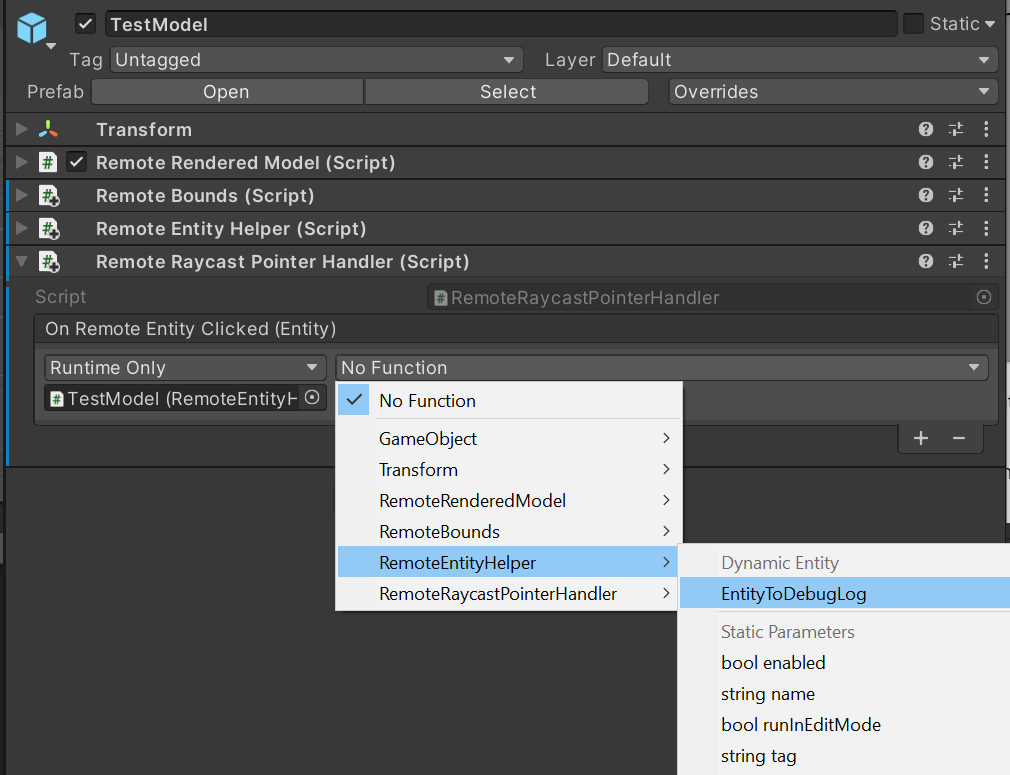 TestModel Static
Tag Untagged Layer Default
Prefab Open Select Overrides
Transform
# Remote Rendered Model (Script)
# Remote Bounds (Script)
# Remote Entity Helper (Script)
# Remote Raycast Pointer Handler (Script)
Script # RemoteRaycastPointerHandler
On Remote Entity Clicked (Entity)
Runtime Only No Function
# TestModel (RemoteEntityH
No Function
GameObject
Transform
RemoteRenderedModel
RemoteBounds
RemoteEntityHelper
RemoteRaycastPointerHandler
Dynamic Entity
EntityToDebugLog
Static Parameters
bool enabled
string name
bool runInEditMode
string tag